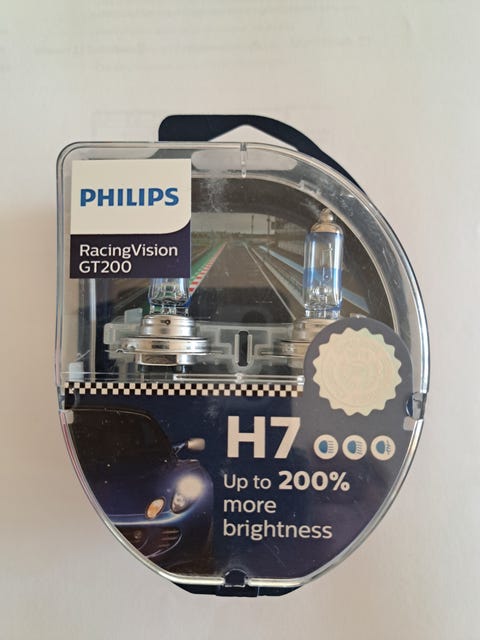 PHILIPS
RacingVision
GT200
H7
Up to 200%
more
brightness